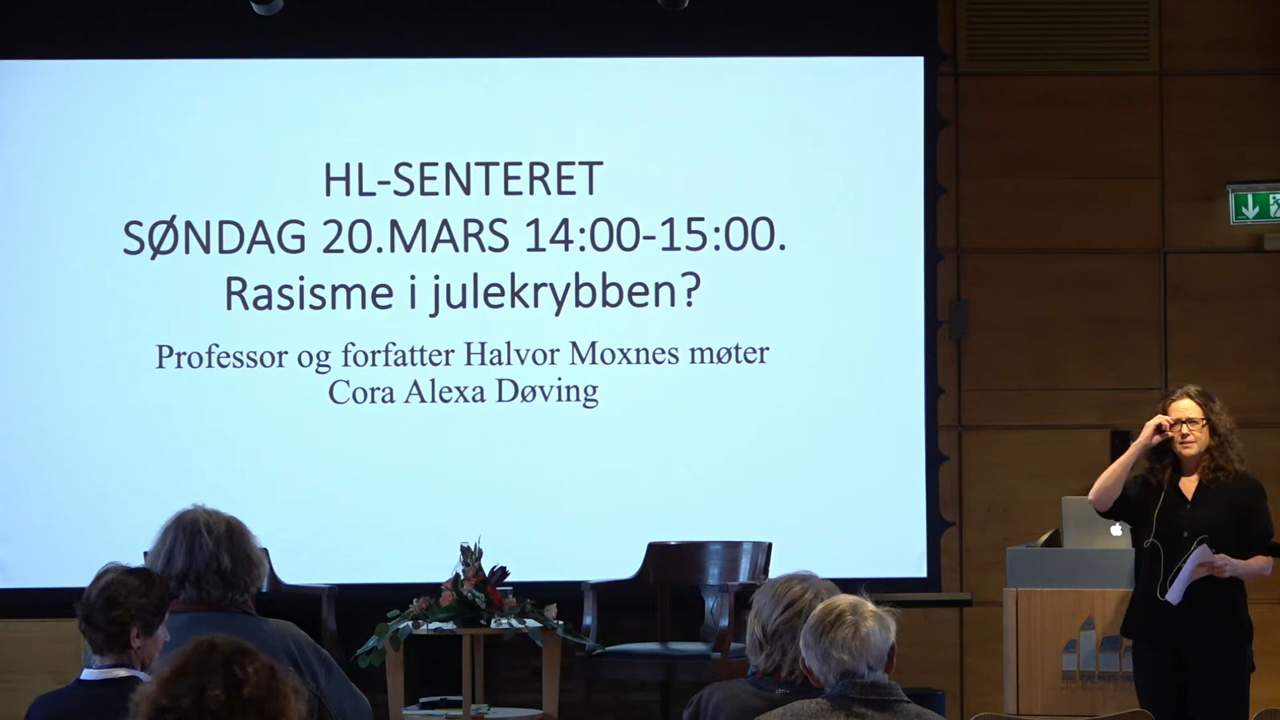 HL-SENTERET
SØNDAG 20.MARS 14:00-15:00.
Rasisme i julekrybben?
Professor og forfatter Halvor Moxnes møter
Cora Alexa Døving